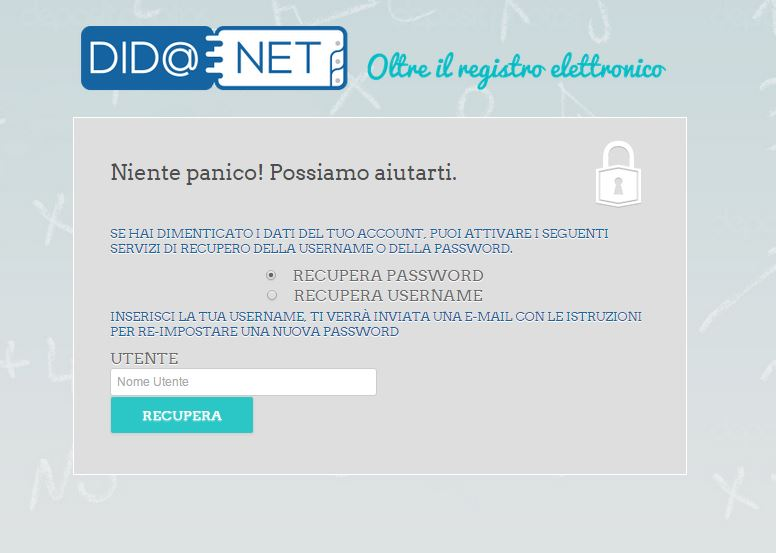 DID@ NET
Oltre il registro elettronico
Niente panico! Possiamo aiutarti.
SE HAI DIMENTICATO I DATI DEL TUO ACCOUNT, PUOI ATTIVARE I SEGUENTI
SERVIZI DI RECUPERO DELLA USERNAME O DELLA PASSWORD.
RECUPERA PASSWORD
RECUPERA USERNAME
INSERISCI LA TUA USERNAME, TI VERRÀ INVIATA UNA E-MAIL CON LE ISTRUZIONI
PER RE-IMPOSTARE UNA NUOVA PASSWORD
UTENTE
Nome Utente
RECUPERA